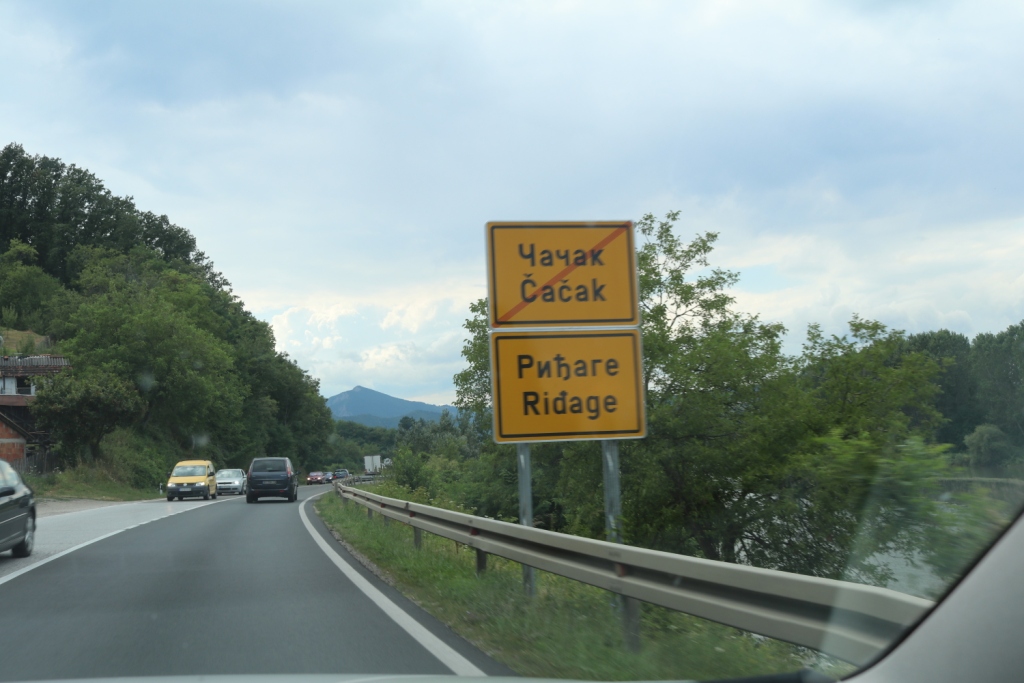 Чачак
Čačak
Риђаге
Riđage